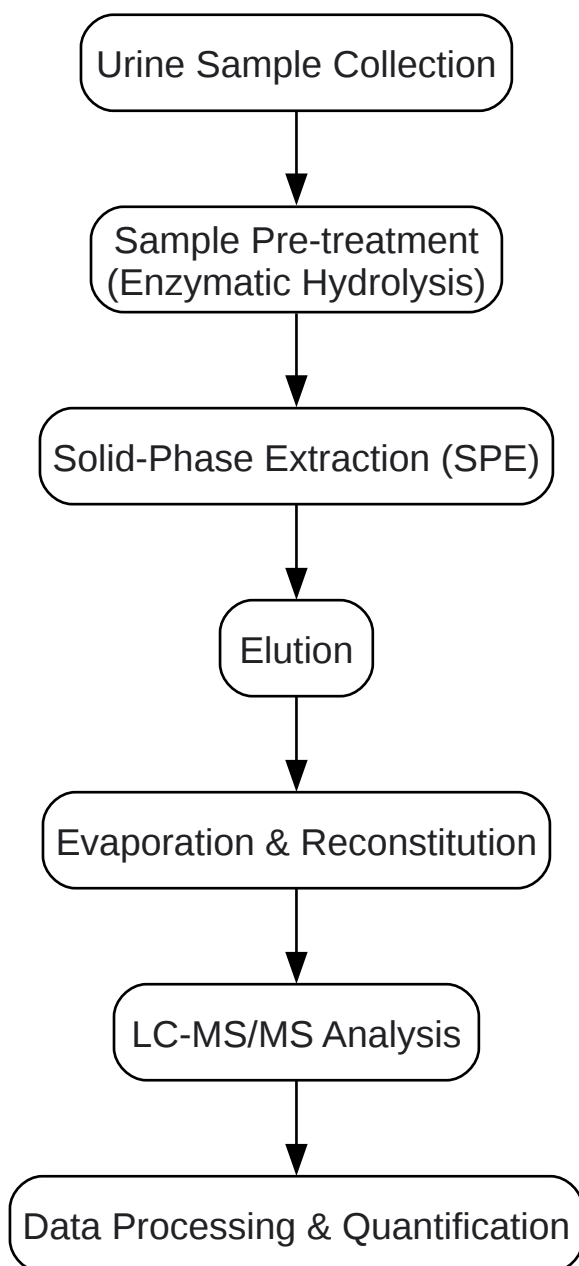 Urine Sample Collection
Sample Pre-treatment
(Enzymatic Hydrolysis)
Solid-Phase Extraction (SPE)
Elution
Evaporation & Reconstitution
LC-MS/MS Analysis
Data Processing & Quantification